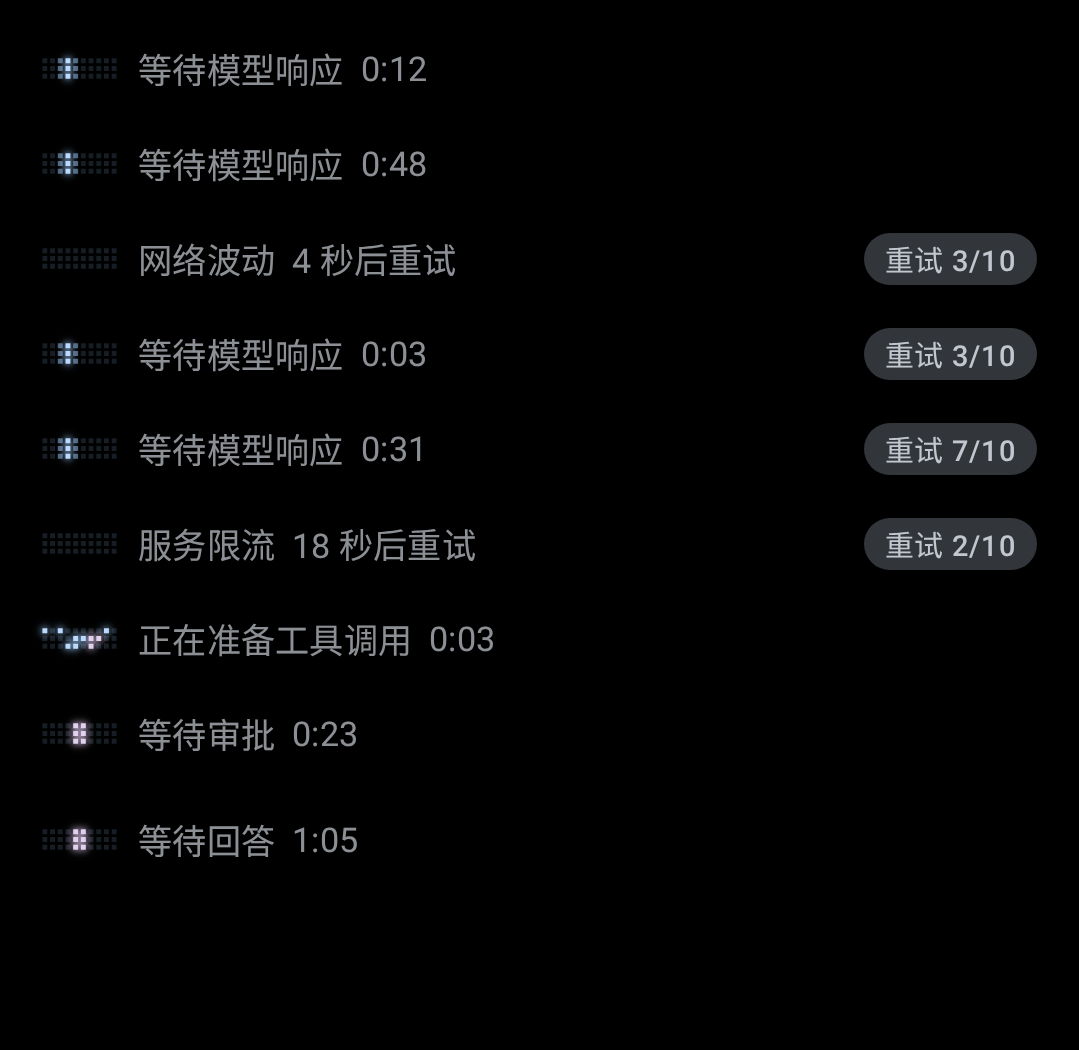 等待模型响应 0:12
等待模型响应 0:48
网络波动 4 秒后重试 重试 3/10
等待模型响应 0:03 重试 3/10
等待模型响应 0:31 重试 7/10
服务限流 18 秒后重试 重试 2/10
正在准备工具调用 0:03
等待审批 0:23
等待回答 1:05